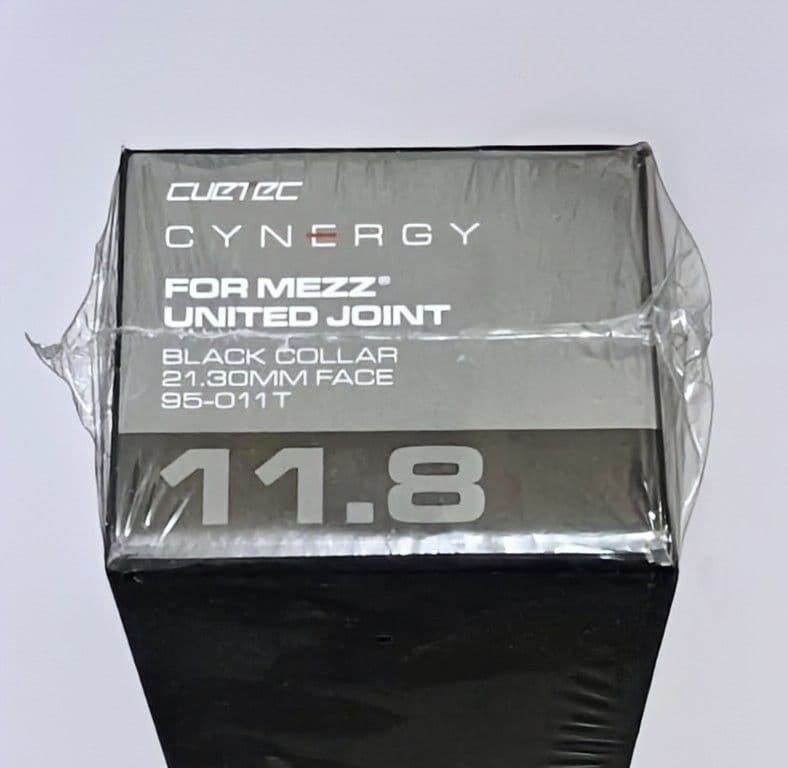 CUETEC
CYNERGY
FOR MEZZ®
UNITED JOINT
BLACK COLLAR
21.30MM FACE
95-011T
11.8